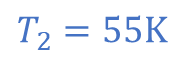 T₂ = 55K